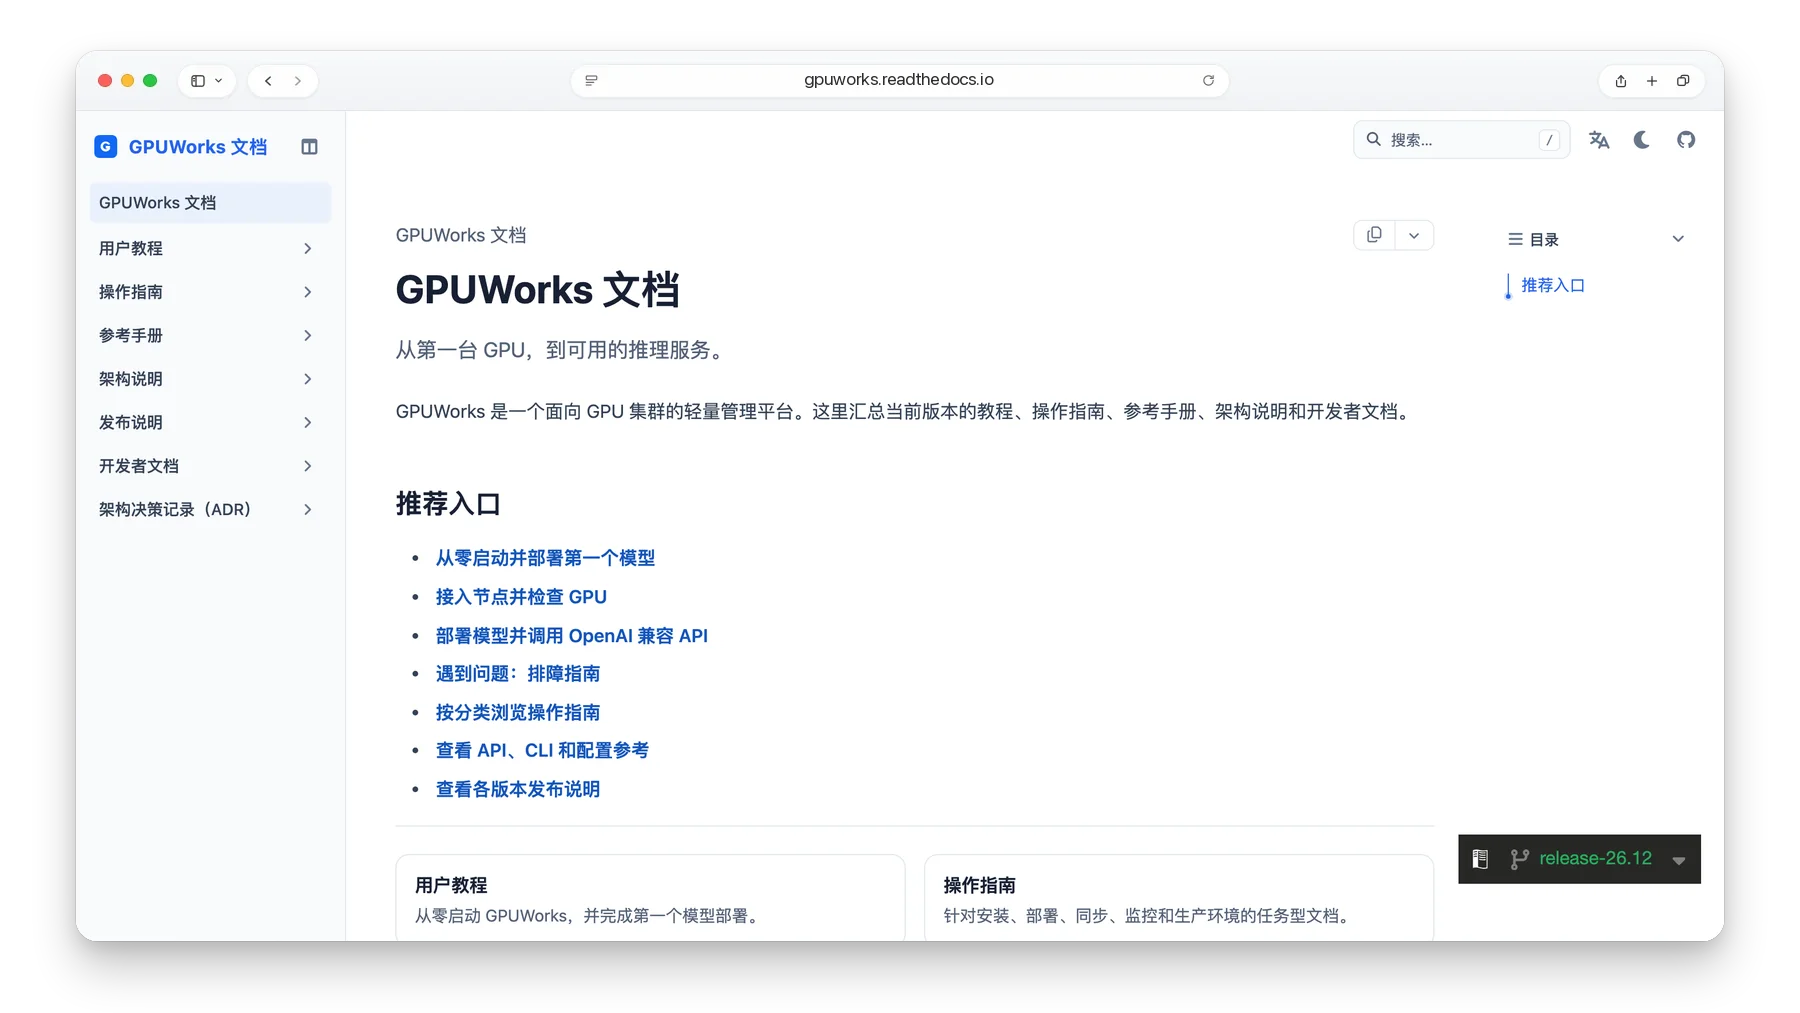 gpuworks.readthedocs.io
G GPUWorks 文档
搜索... /
GPUWorks 文档
用户教程
操作指南
参考手册
架构说明
发布说明
开发者文档
架构决策记录（ADR）
GPUWorks 文档
GPUWorks 文档
从第一台 GPU，到可用的推理服务。
GPUWorks 是一个面向 GPU 集群的轻量管理平台。这里汇总当前版本的教程、操作指南、参考手册、架构说明和开发者文档。
推荐入口
• 从零启动并部署第一个模型
• 接入节点并检查 GPU
• 部署模型并调用 OpenAI 兼容 API
• 遇到问题：排障指南
• 按分类浏览操作指南
• 查看 API、CLI 和配置参考
• 查看各版本发布说明
用户教程
从零启动 GPUWorks，并完成第一个模型部署。
操作指南
针对安装、部署、同步、监控和生产环境的任务型文档。
目录
推荐入口
release-26.12